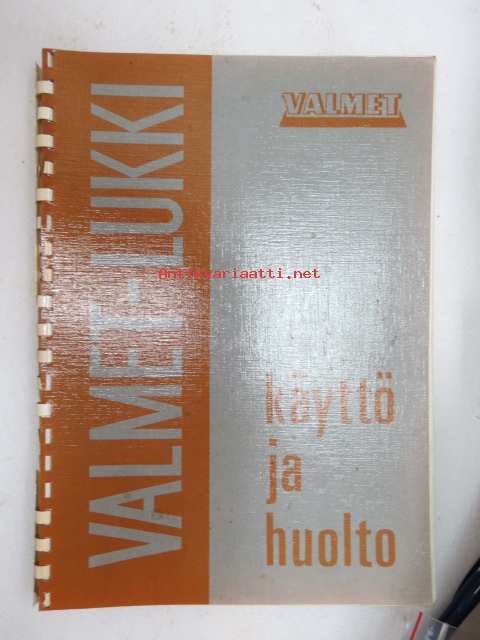 VALMET-LUKKI
VALMET
Antikvariaatti.net
käyttö
ja
huolto